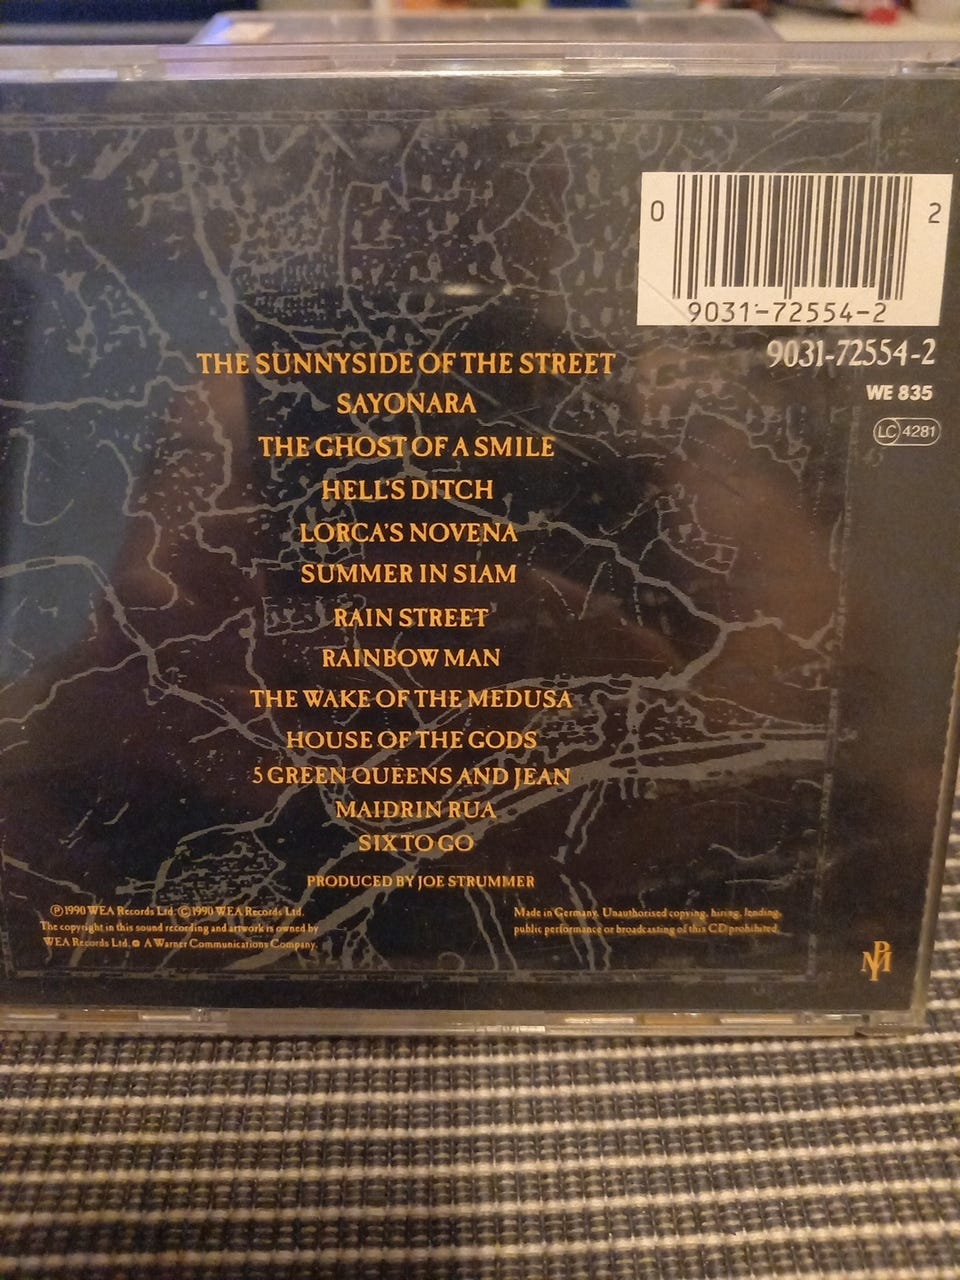 0 2
9031-72554-2
9031-72554-2
WE 835
LC 4281
THE SUNNYSIDE OF THE STREET
SAYONARA
THE GHOST OF A SMILE
HELL'S DITCH
LORCA'S NOVENA
SUMMER IN SIAM
RAIN STREET
RAINBOW MAN
THE WAKE OF THE MEDUSA
HOUSE OF THE GODS
5 GREEN QUEENS AND JEAN
MAIDRIN RUA
SIX TO GO
PRODUCED BY JOE STRUMMER
℗ 1990 WEA Records Ltd. © 1990 WEA Records Ltd.
The copyright in this sound recording and artwork is owned by
WEA Records Ltd. A Warner Communications Company.
Made in Germany. Unauthorised copying, hiring, lending,
public performance or broadcasting of this CD prohibited.
PM